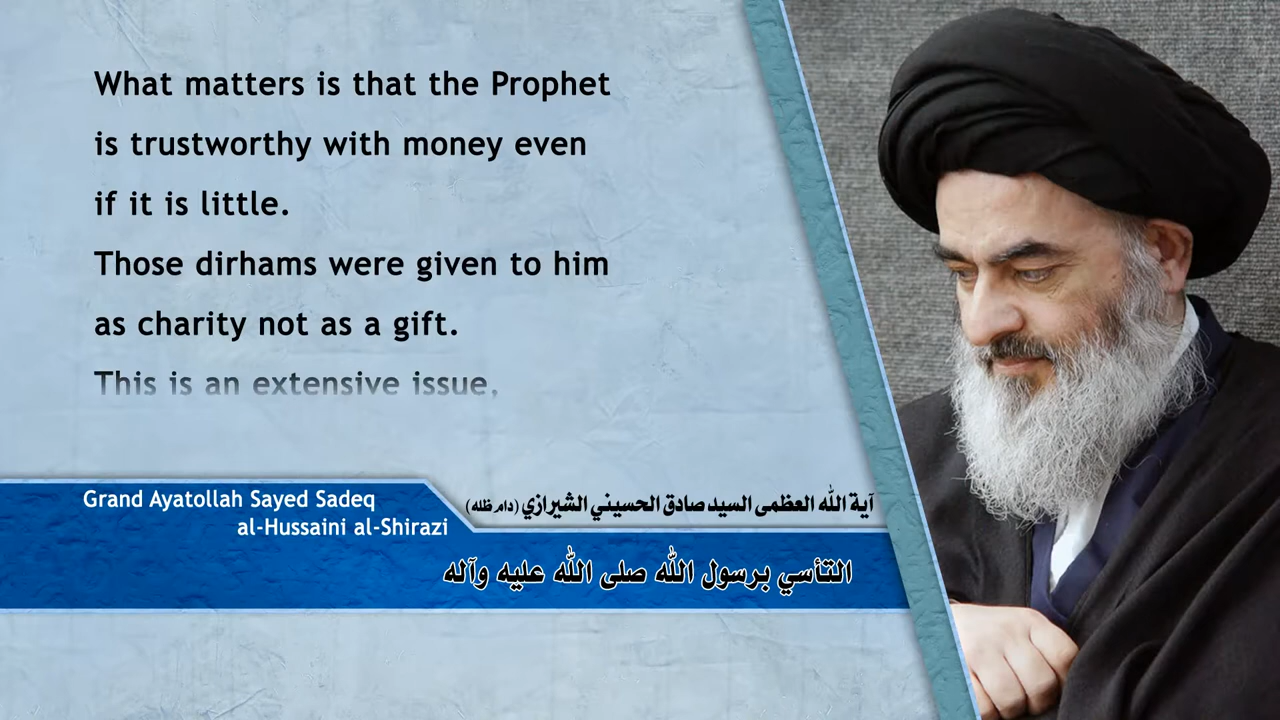 What matters is that the Prophet
is trustworthy with money even
if it is little.
Those dirhams were given to him
as charity not as a gift.
This is an extensive issue,
Grand Ayatollah Sayed Sadeq
al-Hussaini al-Shirazi
آية الله العظمى السيد صادق الحسيني الشيرازي (دام ظله)
التأسي برسول الله صلى الله عليه وآله